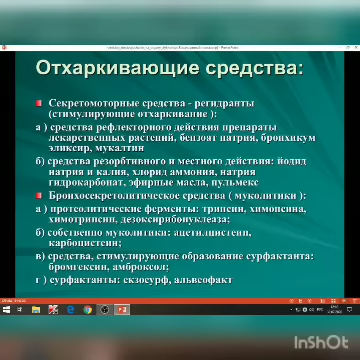 Отхаркивающие средства:
Секретомоторные средства - регидранты
(стимулирующие отхаркивание ):
а ) средства рефлекторного действия препараты
лекарственных растений, бензоат натрия, бронхикум
эликсир, мукалтин
б) средства резорбтивного и местного действия: йодид
натрия и калия, хлорид аммония, натрия
гидрокарбонат, эфирные масла, пульмекс
Бронхосекретолитические средства ( муколитики ):
а ) протеолитические ферменты: трипсин, химопсина,
химотрипсин, дезоксирибонуклеаза;
б) собственно муколитики: ацетилцистеин,
карбоцистеин;
в) средства, стимулирующие образование сурфактанта:
бромгексин, амброксол;
г ) сурфактанты: экзосурф, альвеофакт
InShOt